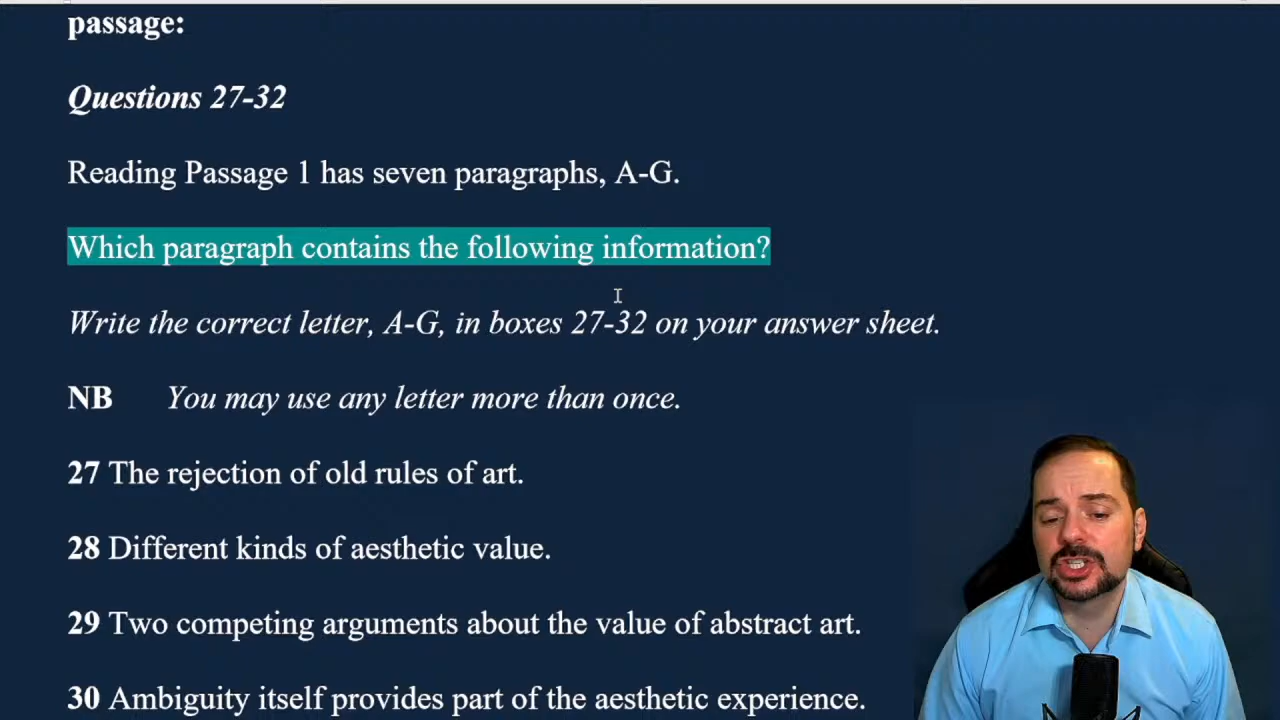 passage:
Questions 27-32
Reading Passage 1 has seven paragraphs, A-G.
Which paragraph contains the following information?
Write the correct letter, A-G, in boxes 27-32 on your answer sheet.
NB You may use any letter more than once.
27 The rejection of old rules of art.
28 Different kinds of aesthetic value.
29 Two competing arguments about the value of abstract art.
30 Ambiguity itself provides part of the aesthetic experience.